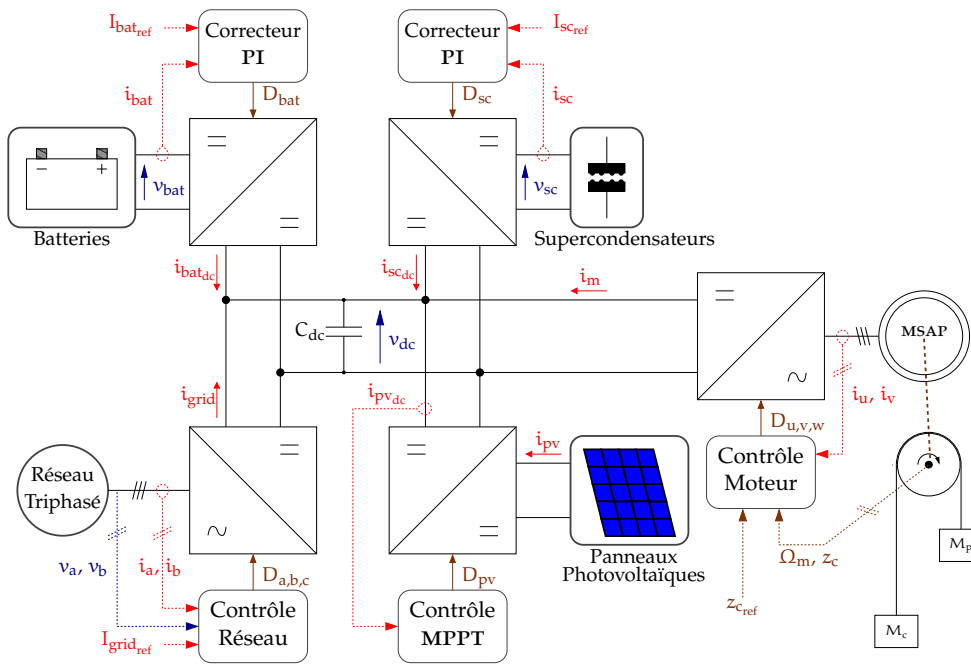 I_bat_ref
Correcteur
PI
Correcteur
PI
I_sc_ref
i_bat
D_bat
D_sc
i_sc
− +
v_bat
v_sc
Batteries
Supercondensateurs
i_bat_dc
i_sc_dc
i_m
C_dc
v_dc
MSAP
i_grid
i_pv_dc
i_u, i_v
D_u,v,w
Réseau
Triphasé
i_pv
Contrôle
Moteur
v_a, v_b
i_a, i_b
D_a,b,c
D_pv
Panneaux
Photovoltaïques
Ω_m, z_c
M_p
z_c_ref
Contrôle
Réseau
Contrôle
MPPT
M_c
I_grid_ref